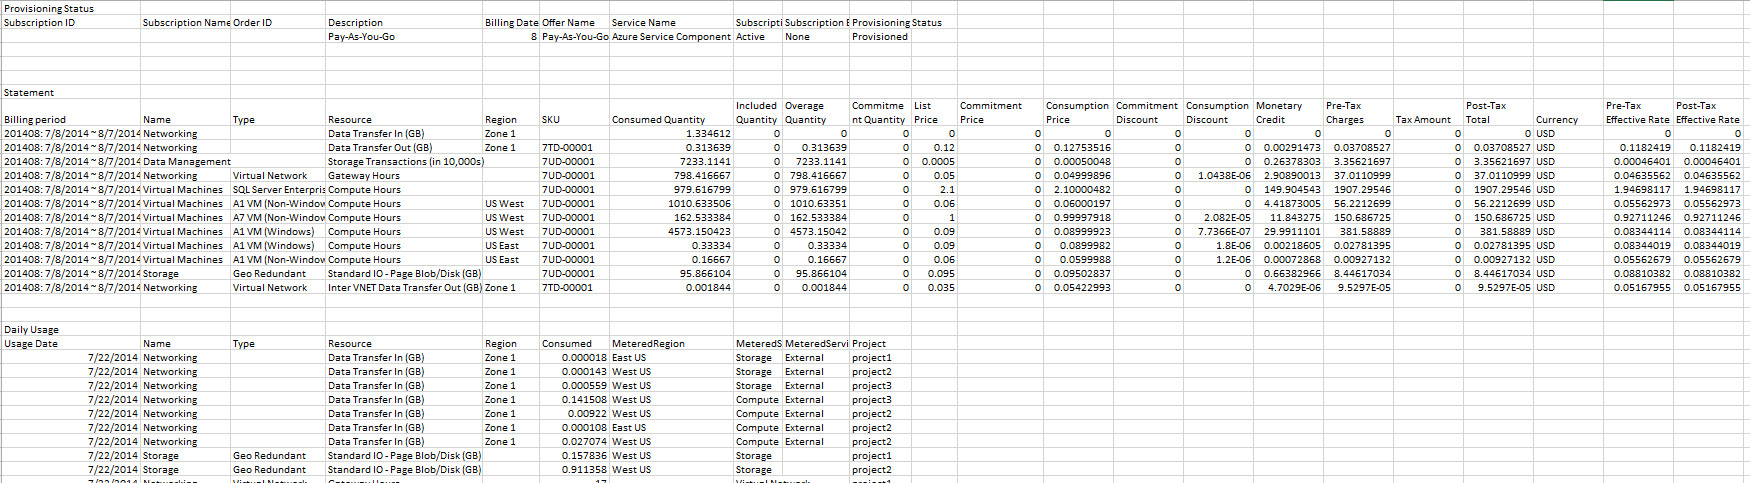 Provisioning Status
Subscription ID Subscription Name Order ID Description Billing Date Offer Name Service Name Subscripti Subscription E Provisioning Status
Pay-As-You-Go 8 Pay-As-You-Go Azure Service Component Active None Provisioned
Statement
Included Overage Commitme List Commitment Consumption Commitment Consumption Monetary Pre-Tax Post-Tax Pre-Tax Post-Tax
Billing period Name Type Resource Region SKU Consumed Quantity Quantity Quantity nt Quantity Price Price Price Discount Discount Credit Charges Tax Amount Total Currency Effective Rate Effective Rate
201408: 7/8/2014 ~ 8/7/2014 Networking Data Transfer In (GB) Zone 1 1.334612 0 0 0 0 0 0 0 0 0 0 0 USD 0 0
201408: 7/8/2014 ~ 8/7/2014 Networking Data Transfer Out (GB) Zone 1 7TD-00001 0.313639 0 0.313639 0 0.12 0.12753516 0 0 0.00291473 0.03708527 0 0.03708527 USD 0.1182419 0.1182419
201408: 7/8/2014 ~ 8/7/2014 Data Management Storage Transactions (in 10,000s) 7UD-00001 7233.1141 0 7233.1141 0 0.0005 0.00050048 0 0 0.26378303 3.35621697 0 3.35621697 USD 0.00046401 0.00046401
201408: 7/8/2014 ~ 8/7/2014 Networking Virtual Network Gateway Hours 7UD-00001 798.416667 0 798.416667 0 0.05 0.04999896 0 1.0438E-06 2.90890013 37.0110999 0 37.0110999 USD 0.04635562 0.04635562
201408: 7/8/2014 ~ 8/7/2014 Virtual Machines SQL Server Enterpris Compute Hours 7UD-00001 979.616799 0 979.616799 0 2.1 2.10000482 0 0 149.904543 1907.29546 0 1907.29546 USD 1.94698117 1.94698117
201408: 7/8/2014 ~ 8/7/2014 Virtual Machines A1 VM (Non-Window Compute Hours US West 7UD-00001 1010.633506 0 1010.63351 0 0.06 0.06000197 0 0 4.41873005 56.2212699 0 56.2212699 USD 0.05562973 0.05562973
201408: 7/8/2014 ~ 8/7/2014 Virtual Machines A7 VM (Non-Window Compute Hours US West 7UD-00001 162.533384 0 162.533384 0 1 0.99997918 0 2.082E-05 11.843275 150.686725 0 150.686725 USD 0.92711246 0.92711246
201408: 7/8/2014 ~ 8/7/2014 Virtual Machines A1 VM (Windows) Compute Hours US West 7UD-00001 4573.150423 0 4573.15042 0 0.09 0.08999923 0 7.7366E-07 29.9911101 381.58889 0 381.58889 USD 0.08344114 0.08344114
201408: 7/8/2014 ~ 8/7/2014 Virtual Machines A1 VM (Windows) Compute Hours US East 7UD-00001 0.33334 0 0.33334 0 0.09 0.0899982 0 1.8E-06 0.00218605 0.02781395 0 0.02781395 USD 0.08344019 0.08344019
201408: 7/8/2014 ~ 8/7/2014 Virtual Machines A1 VM (Non-Window Compute Hours US East 7UD-00001 0.16667 0 0.16667 0 0.06 0.0599988 0 1.2E-06 0.00072868 0.00927132 0 0.00927132 USD 0.05562679 0.05562679
201408: 7/8/2014 ~ 8/7/2014 Storage Geo Redundant Standard IO - Page Blob/Disk (GB) 7UD-00001 95.866104 0 95.866104 0 0.095 0.09502837 0 0 0.66382966 8.44617034 0 8.44617034 USD 0.08810382 0.08810382
201408: 7/8/2014 ~ 8/7/2014 Networking Virtual Network Inter VNET Data Transfer Out (GB) Zone 1 7TD-00001 0.001844 0 0.001844 0 0.035 0.05422993 0 0 4.7029E-06 9.5297E-05 0 9.5297E-05 USD 0.05167955 0.05167955
Daily Usage
Usage Date Name Type Resource Region Consumed MeteredRegion MeteredS MeteredServi Project
7/22/2014 Networking Data Transfer In (GB) Zone 1 0.000018 East US Storage External project1
7/22/2014 Networking Data Transfer In (GB) Zone 1 0.000143 West US Storage External project2
7/22/2014 Networking Data Transfer In (GB) Zone 1 0.000559 West US Storage External project3
7/22/2014 Networking Data Transfer In (GB) Zone 1 0.141508 West US Compute External project3
7/22/2014 Networking Data Transfer In (GB) Zone 1 0.00922 West US Compute External project2
7/22/2014 Networking Data Transfer In (GB) Zone 1 0.000108 East US Compute External project2
7/22/2014 Networking Data Transfer In (GB) Zone 1 0.027074 West US Compute External project2
7/22/2014 Storage Geo Redundant Standard IO - Page Blob/Disk (GB) 0.157836 West US Storage project1
7/22/2014 Storage Geo Redundant Standard IO - Page Blob/Disk (GB) 0.911358 West US Storage project2